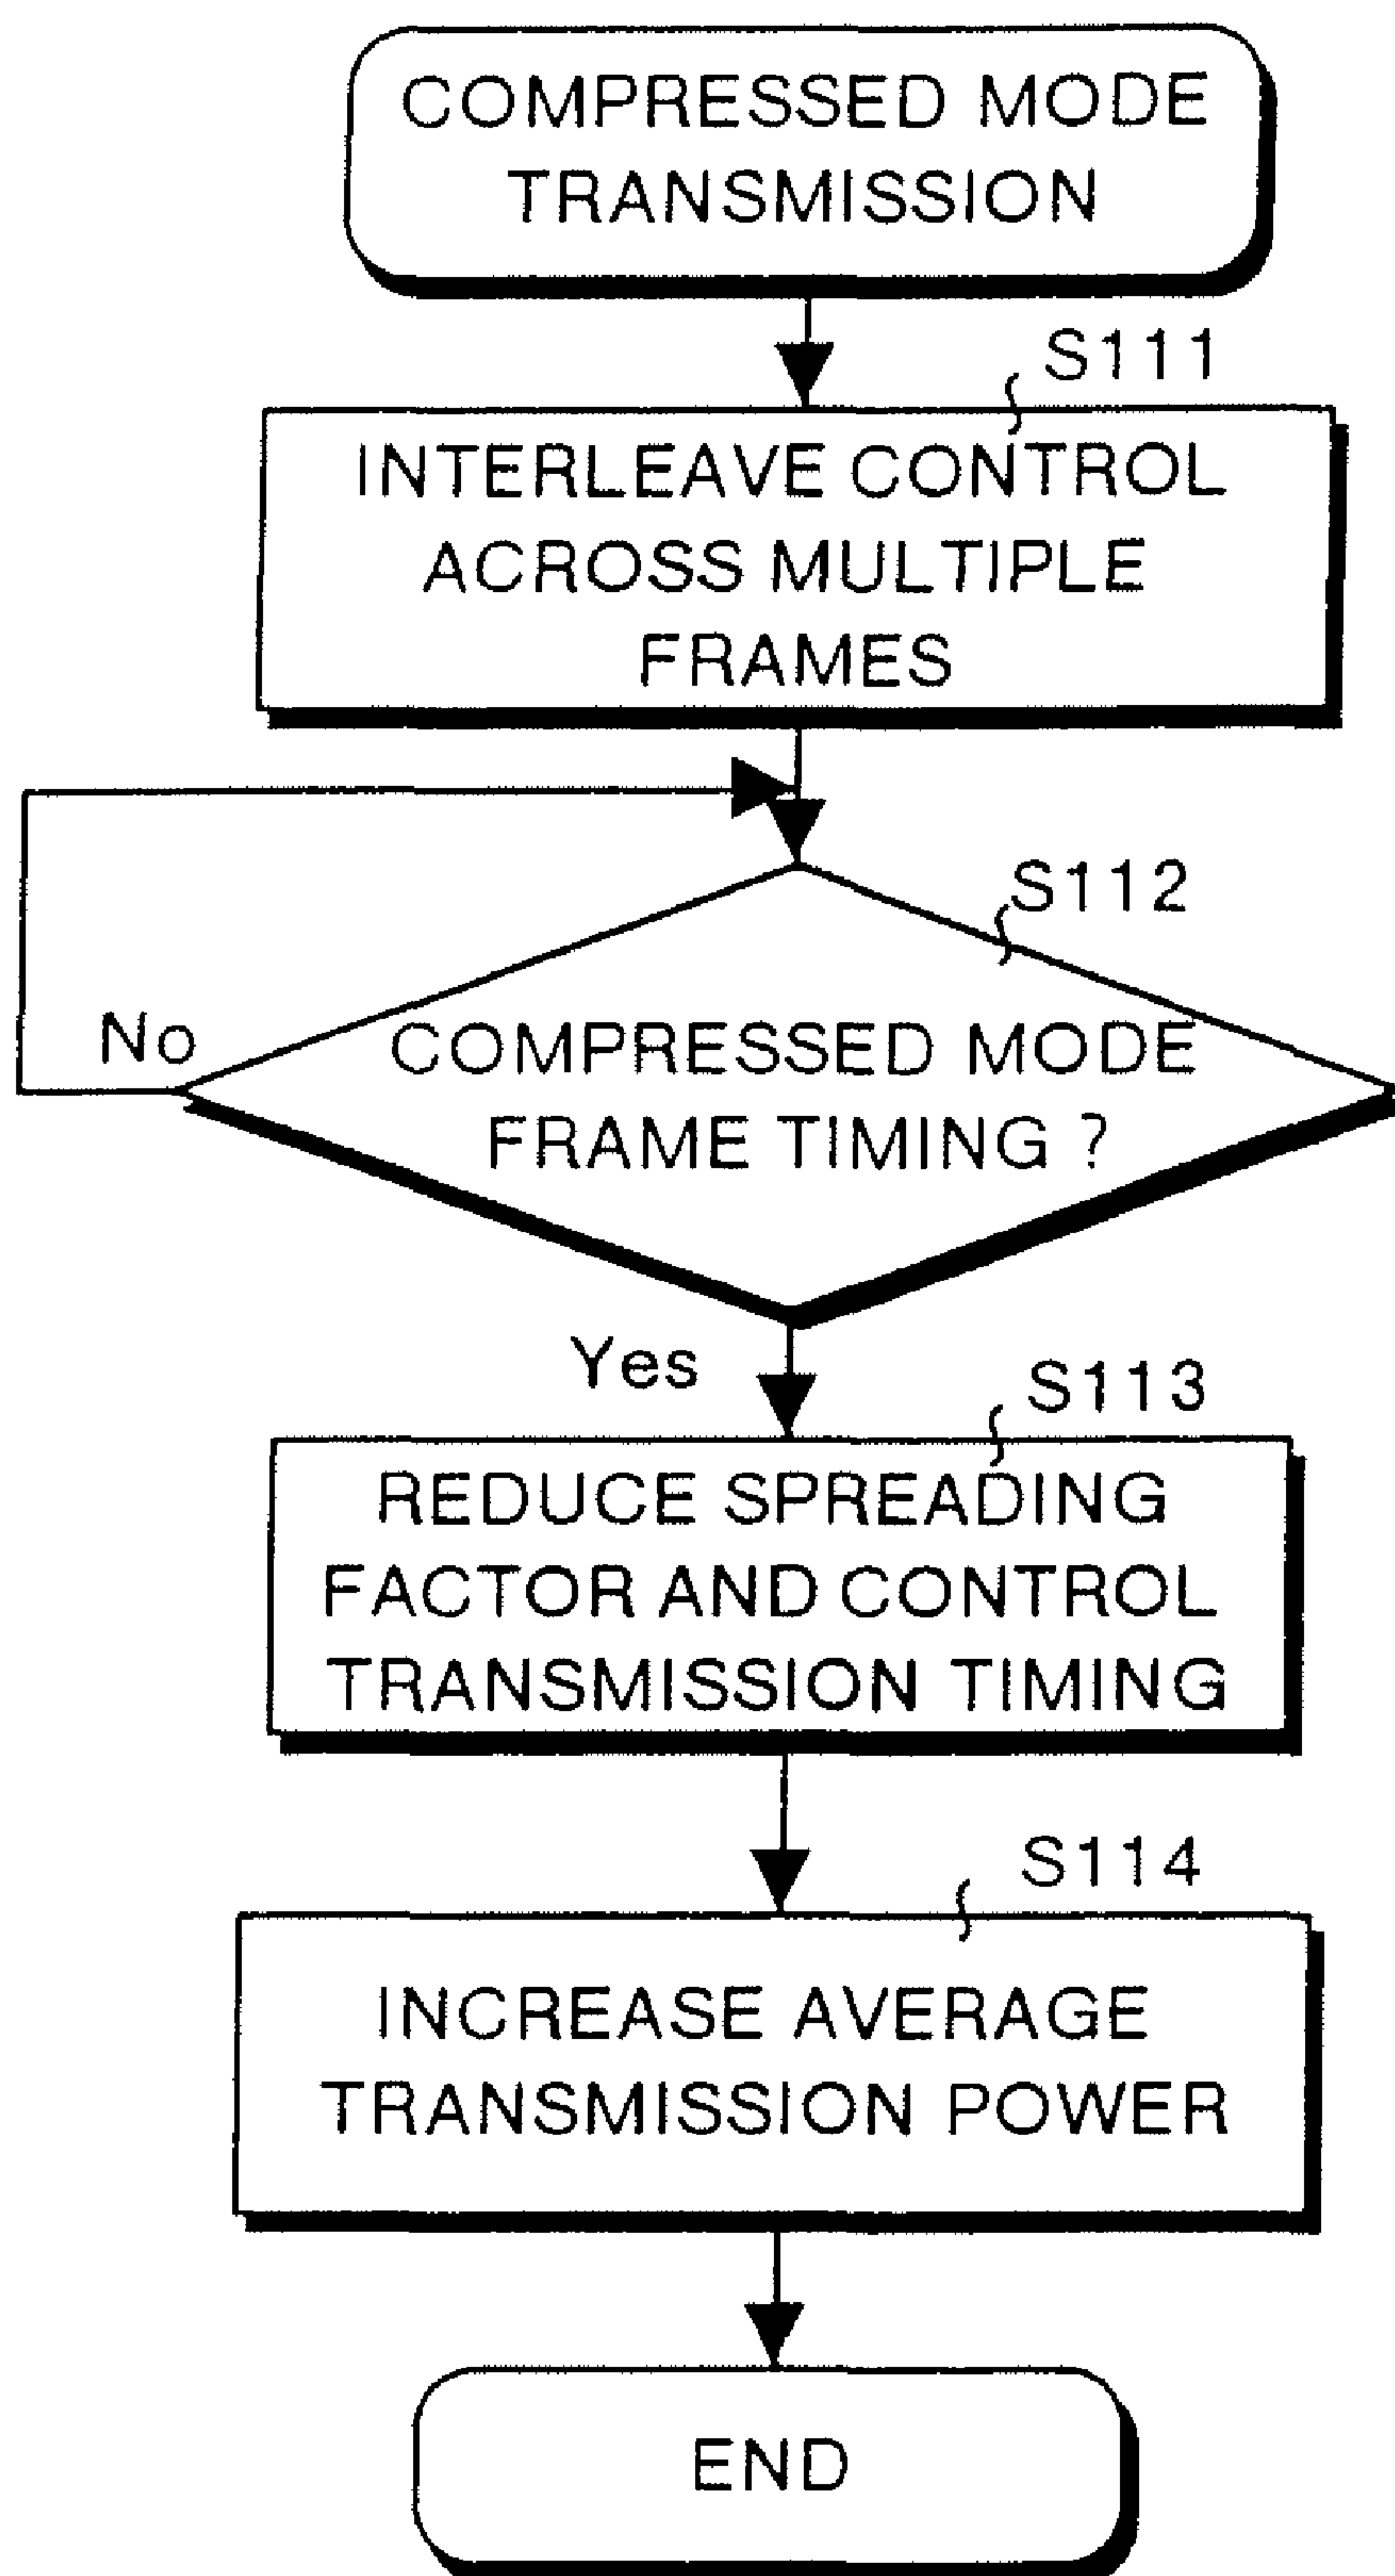 COMPRESSED MODE
TRANSMISSION
S111
INTERLEAVE CONTROL
ACROSS MULTIPLE
FRAMES
S112
No
COMPRESSED MODE
FRAME TIMING ?
Yes
S113
REDUCE SPREADING
FACTOR AND CONTROL
TRANSMISSION TIMING
S114
INCREASE AVERAGE
TRANSMISSION POWER
END